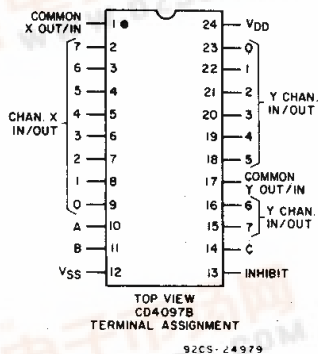 COMMON
X OUT/IN
1 24 VDD
7 2 23 0
6 3 22 1
5 4 21 2
4 5 20 3
3 6 19 4
2 7 18 5
1 8 17 COMMON
Y OUT/IN
0 9 16 6
A 10 15 7
B 11 14 C
VSS 12 13 INHIBIT
CHAN. X
IN/OUT
Y CHAN.
IN/OUT
Y CHAN.
IN/OUT
TOP VIEW
CD4097B
TERMINAL ASSIGNMENT
92CS-24979